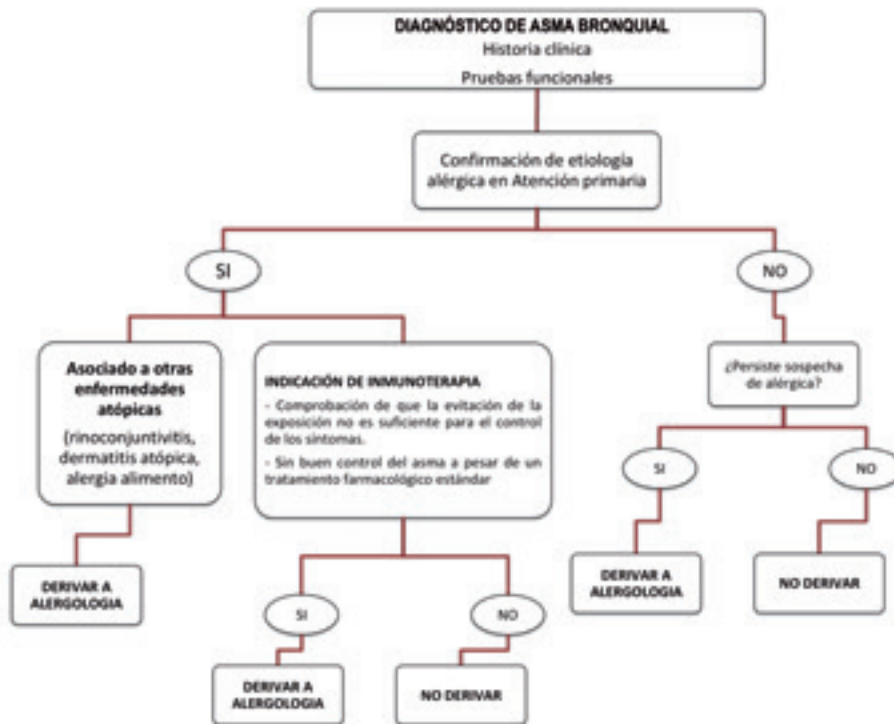 DIAGNÓSTICO DE ASMA BRONQUIAL
Historia clínica
Pruebas funcionales
Confirmación de etiología
alérgica en Atención primaria
SI
NO
Asociado a otras
enfermedades
atópicas
(rinoconjuntivitis,
dermatitis atópica,
alergia alimento)
INDICACIÓN DE INMUNOTERAPIA
- Comprobación de que la evitación de la
exposición no es suficiente para el control
de los síntomas.
- Sin buen control del asma a pesar de un
tratamiento farmacológico estándar
¿Persiste sospecha
de alérgica?
SI
NO
DERIVAR A
ALERGOLOGIA
SI
NO
DERIVAR A
ALERGOLOGIA
NO DERIVAR
DERIVAR A
ALERGOLOGIA
NO DERIVAR